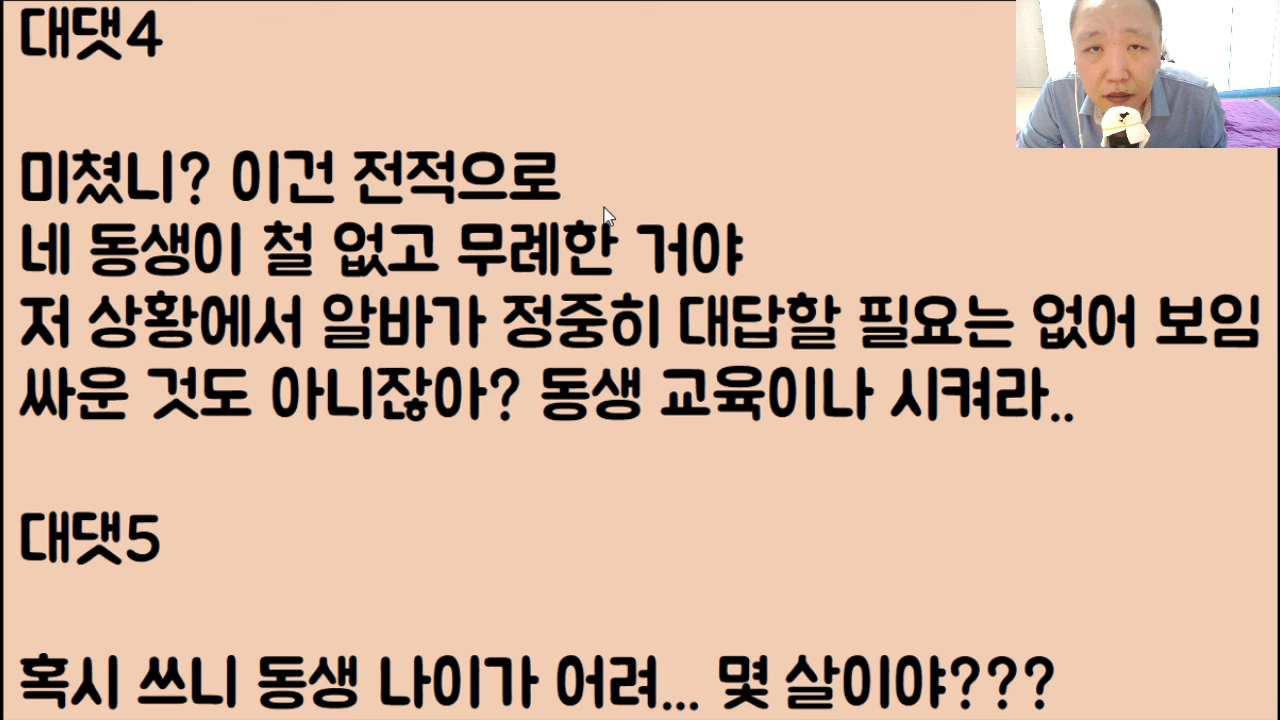 대댓4
미쳤니? 이건 전적으로
네 동생이 철 없고 무례한 거야
저 상황에서 알바가 정중히 대답할 필요는 없어 보임
싸운 것도 아니잖아? 동생 교육이나 시켜라..
대댓5
혹시 쓰니 동생 나이가 어려... 몇 살이야???